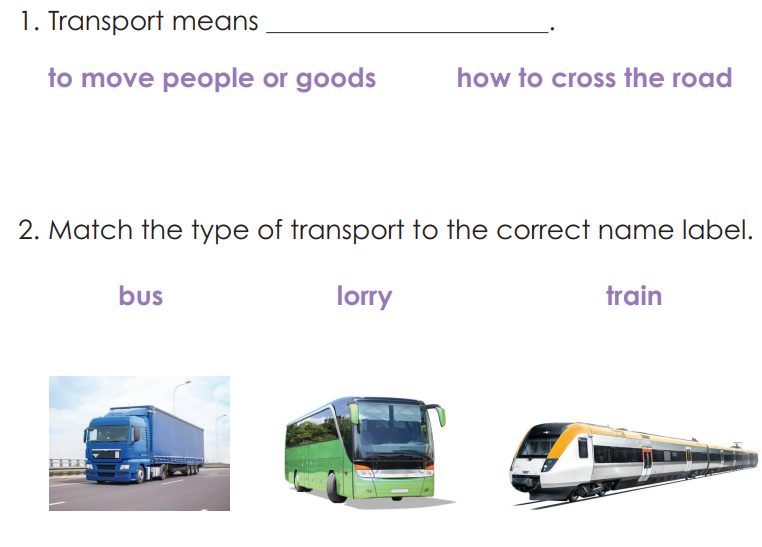 1. Transport means ____________________.
to move people or goods how to cross the road
2. Match the type of transport to the correct name label.
bus lorry train